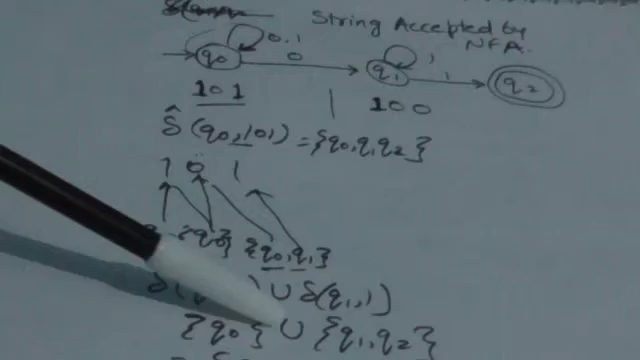 String Accepted by
NFA.
q0 0.1 0 q1 1 1 q2
101 | 100
δ̂ (q0,101) = {q0,q1,q2}
1 0 1
{q0} {q0,q1}
) ∪ δ(q1,1)
{q0} ∪ {q1,q2}